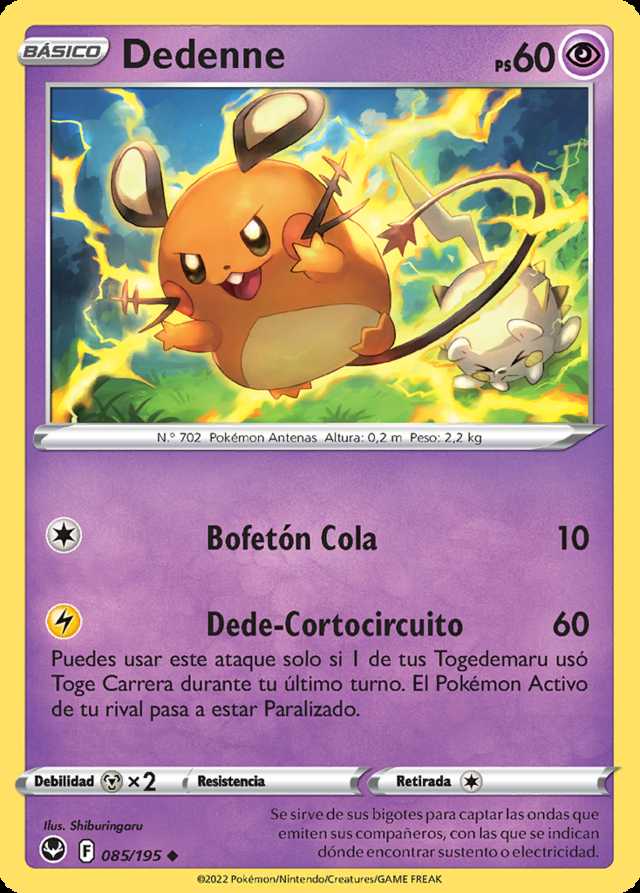 BÁSICO Dedenne PS60
N.º 702 Pokémon Antenas Altura: 0,2 m Peso: 2,2 kg
Bofetón Cola 10
Dede-Cortocircuito 60
Puedes usar este ataque solo si 1 de tus Togedemaru usó
Toge Carrera durante tu último turno. El Pokémon Activo
de tu rival pasa a estar Paralizado.
Debilidad ×2 Resistencia Retirada
Ilus. Shiburingaru
F 085/195
Se sirve de sus bigotes para captar las ondas que
emiten sus compañeros, con las que se indican
dónde encontrar sustento o electricidad.
©2022 Pokémon/Nintendo/Creatures/GAME FREAK